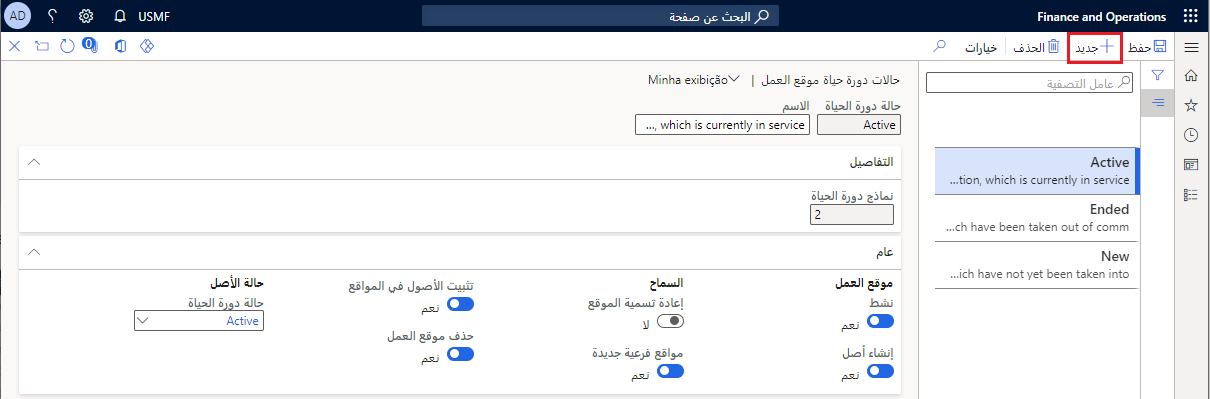 Finance and Operations
البحث عن صفحة
USMF
AD
حفظ
جديد
الحذف
خيارات
0
عامل التصفية
Active
...tion, which is currently in service
Ended
...ch have been taken out of comm
New
...ich have not yet been taken into
حالات دورة حياة موقع العمل | Minha exibição
حالة دورة الحياة
الاسم
Active
..., which is currently in service
التفاصيل
نماذج دورة الحياة
2
عام
موقع العمل
نشط
نعم
إنشاء أصل
نعم
السماح
إعادة تسمية الموقع
لا
مواقع فرعية جديدة
نعم
تثبيت الأصول في المواقع
نعم
حذف موقع العمل
نعم
حالة الأصل
حالة دورة الحياة
Active